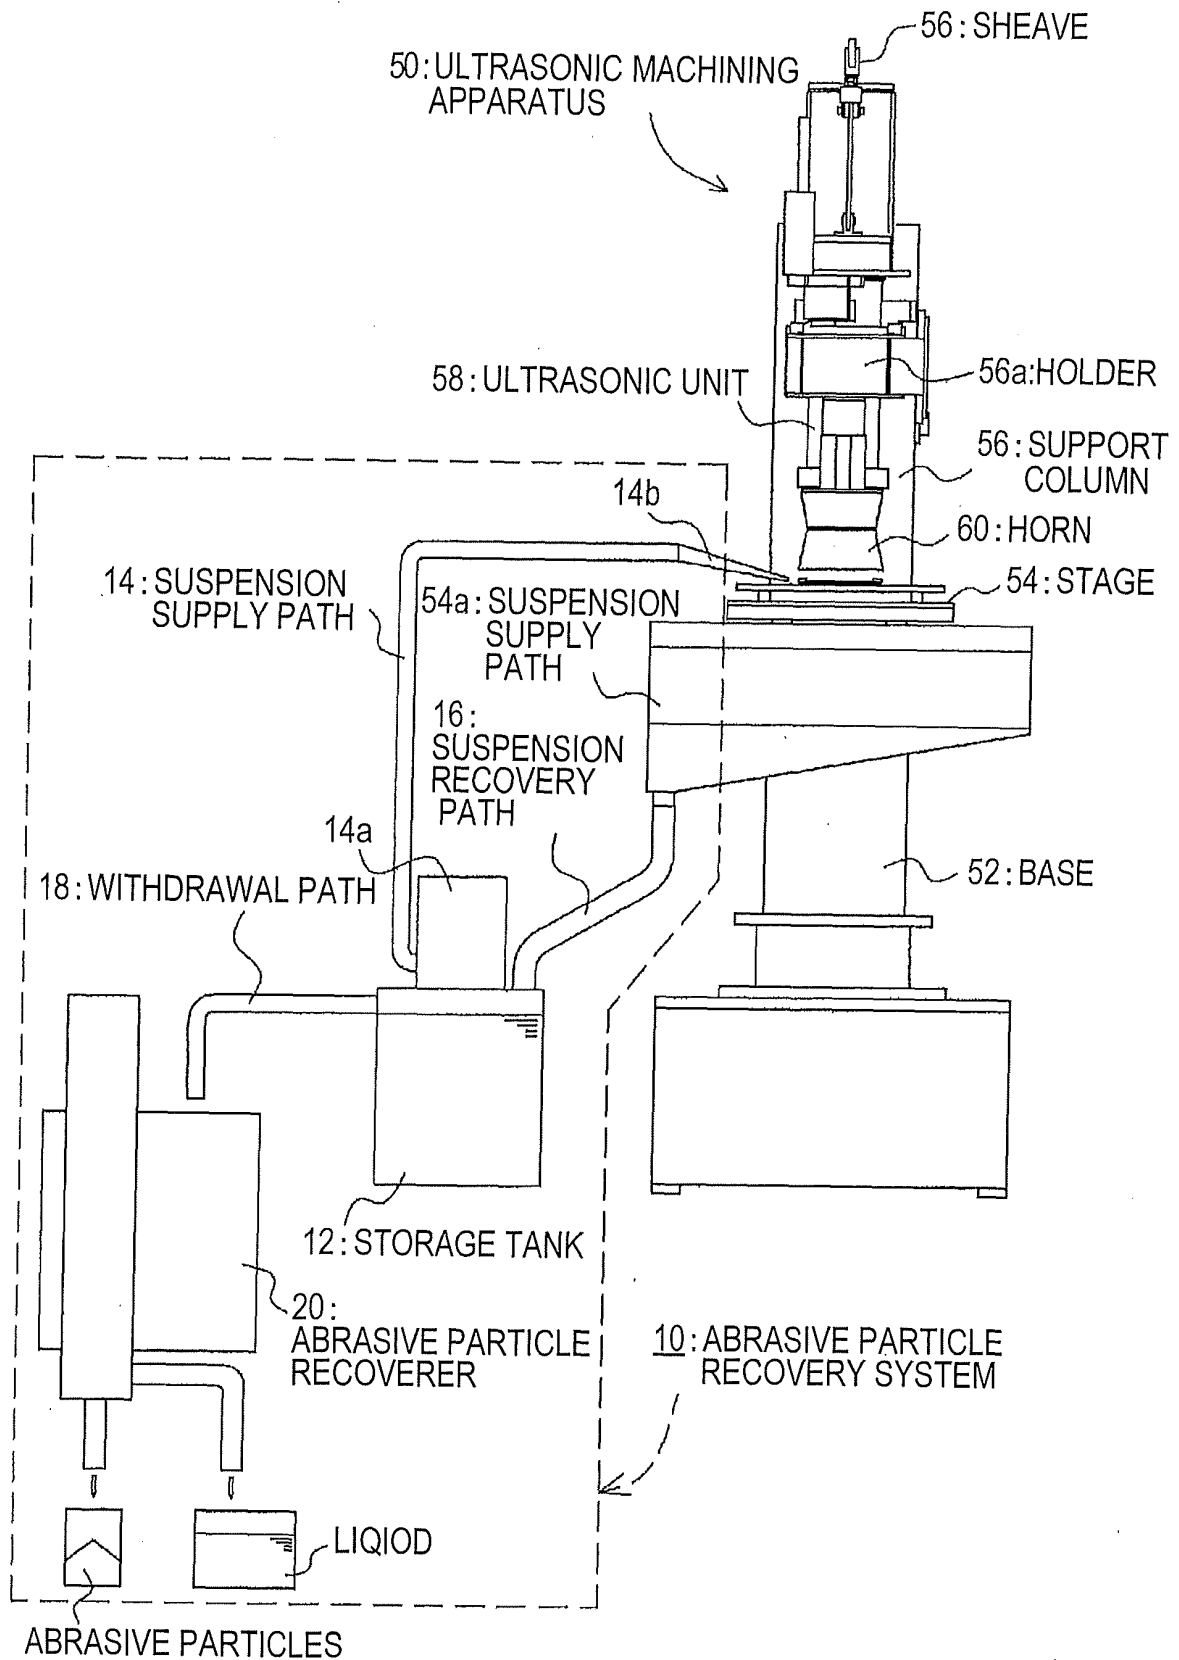 56: SHEAVE
50: ULTRASONIC MACHINING
APPARATUS
58: ULTRASONIC UNIT
56a: HOLDER
56: SUPPORT
COLUMN
14b
60: HORN
14: SUSPENSION
SUPPLY PATH
54a: SUSPENSION
SUPPLY
PATH
54: STAGE
16:
SUSPENSION
RECOVERY
PATH
14a
18: WITHDRAWAL PATH
52: BASE
12: STORAGE TANK
20:
ABRASIVE PARTICLE
RECOVERER
10: ABRASIVE PARTICLE
RECOVERY SYSTEM
LIQIOD
ABRASIVE PARTICLES